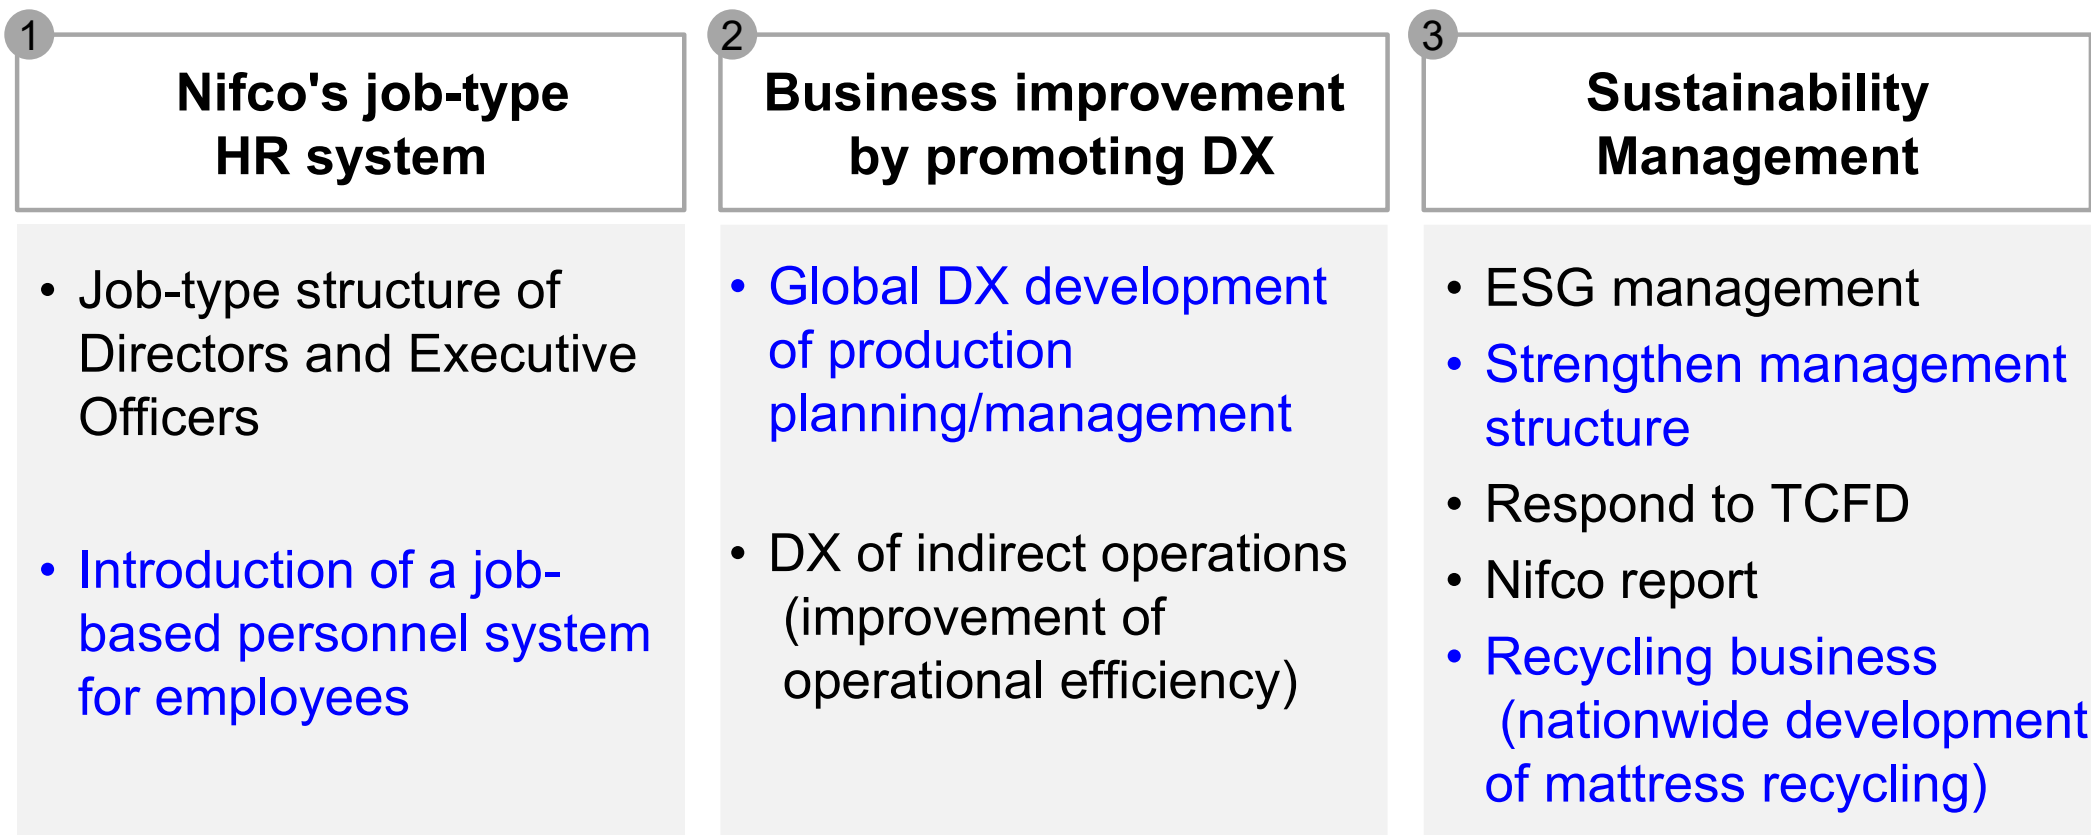 1
Nifco's job-type
HR system
• Job-type structure of
Directors and Executive
Officers
• Introduction of a job-
based personnel system
for employees
2
Business improvement
by promoting DX
• Global DX development
of production
planning/management
• DX of indirect operations
(improvement of
operational efficiency)
3
Sustainability
Management
• ESG management
• Strengthen management
structure
• Respond to TCFD
• Nifco report
• Recycling business
(nationwide development
of mattress recycling)